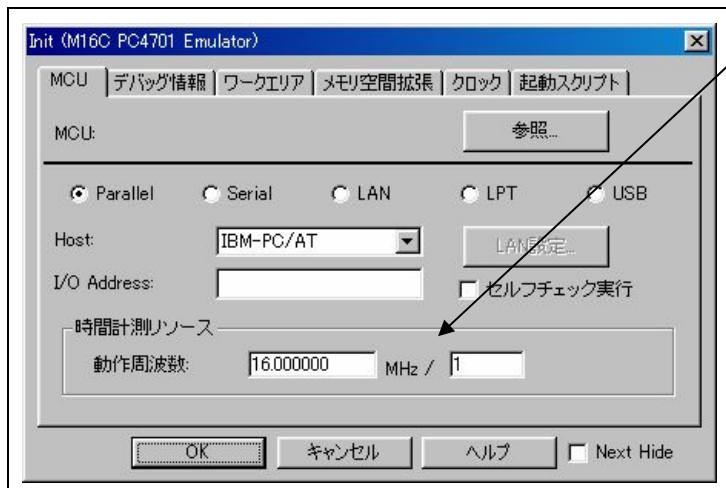 Init (M16C PC4701 Emulator)
MCU デバッグ情報 ワークエリア メモリ空間拡張 クロック 起動スクリプト
MCU: 参照...
Parallel Serial LAN LPT USB
Host: IBM-PC/AT LAN設定...
I/O Address: セルフチェック実行
時間計測リソース
動作周波数: 16.000000 MHz / 1
OK キャンセル ヘルプ Next Hide